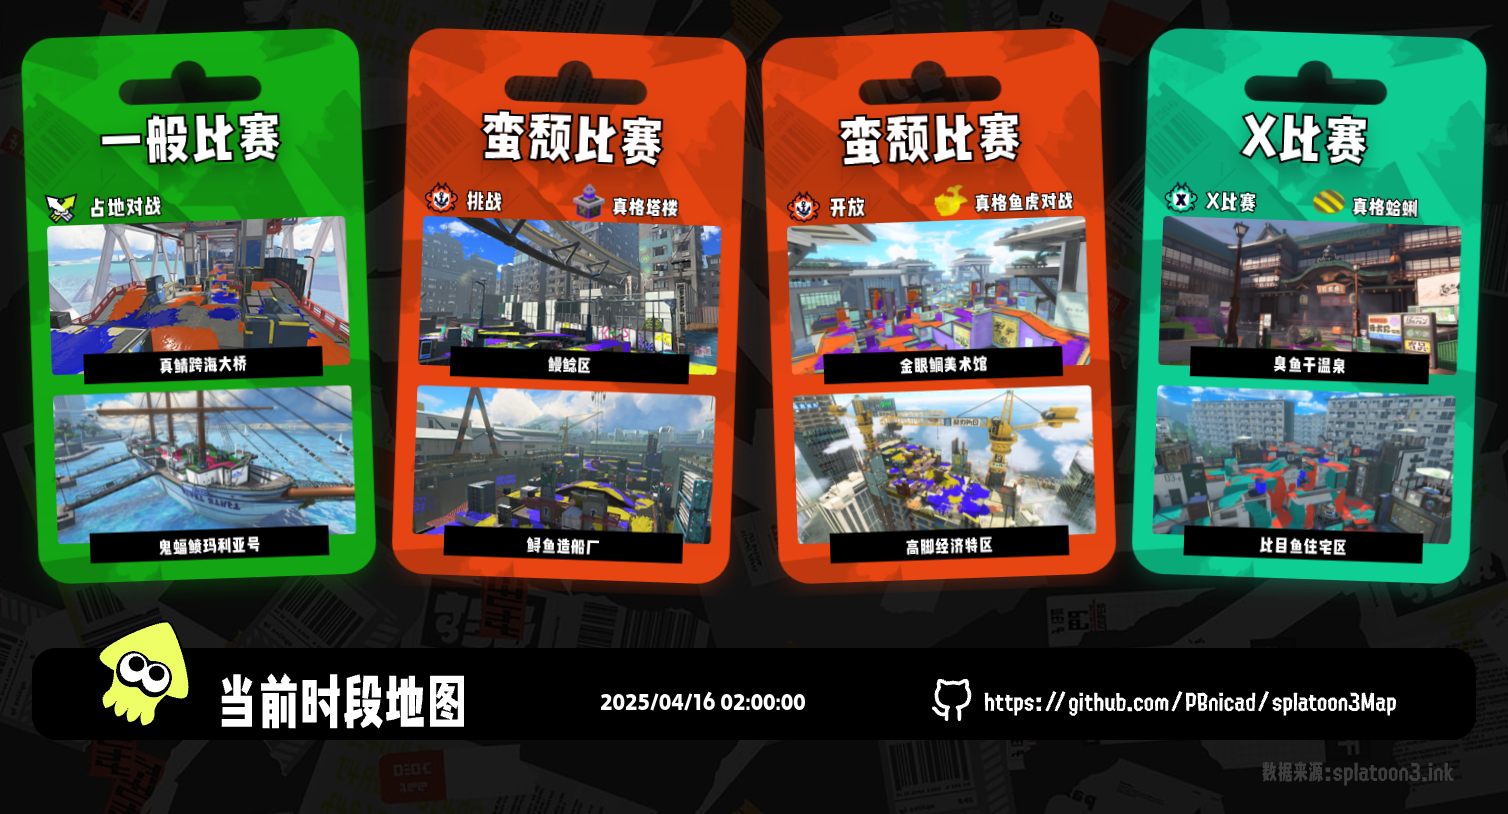 一般比赛
占地对战
真鲭跨海大桥
鬼蝠鲼玛利亚号
蛮颓比赛
挑战
真格塔楼
鳗鲶区
鲟鱼造船厂
蛮颓比赛
开放
真格鱼虎对战
金眼鲷美术馆
高脚经济特区
X比赛
X比赛
真格蛤蜊
臭鱼干温泉
比目鱼住宅区
当前时段地图
2025/04/16 02:00:00
https://github.com/PBnicad/splatoon3Map
数据来源:splatoon3.ink